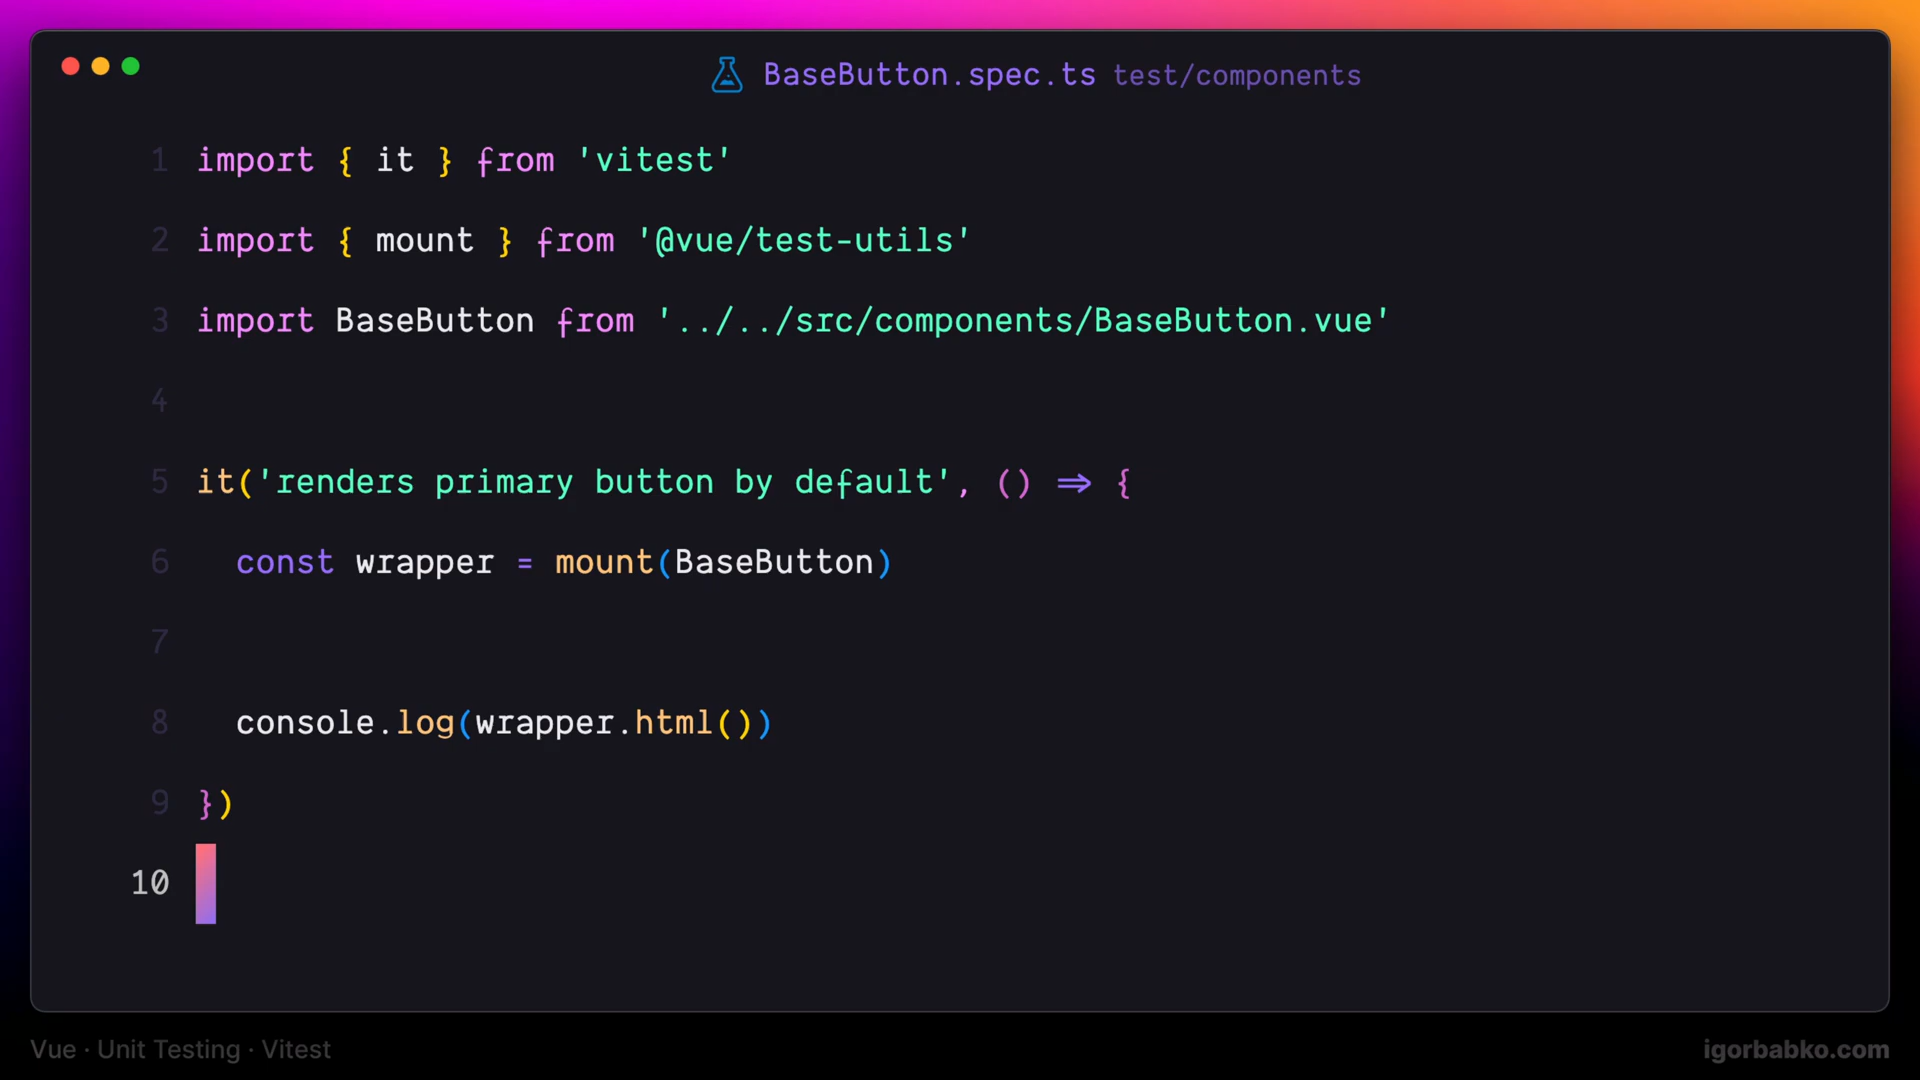 BaseButton.spec.ts test/components
1 import { it } from 'vitest'
2 import { mount } from '@vue/test-utils'
3 import BaseButton from '../../src/components/BaseButton.vue'
4
5 it('renders primary button by default', () => {
6 const wrapper = mount(BaseButton)
7
8 console.log(wrapper.html())
9 })
10
Vue · Unit Testing · Vitest
igorbabko.com